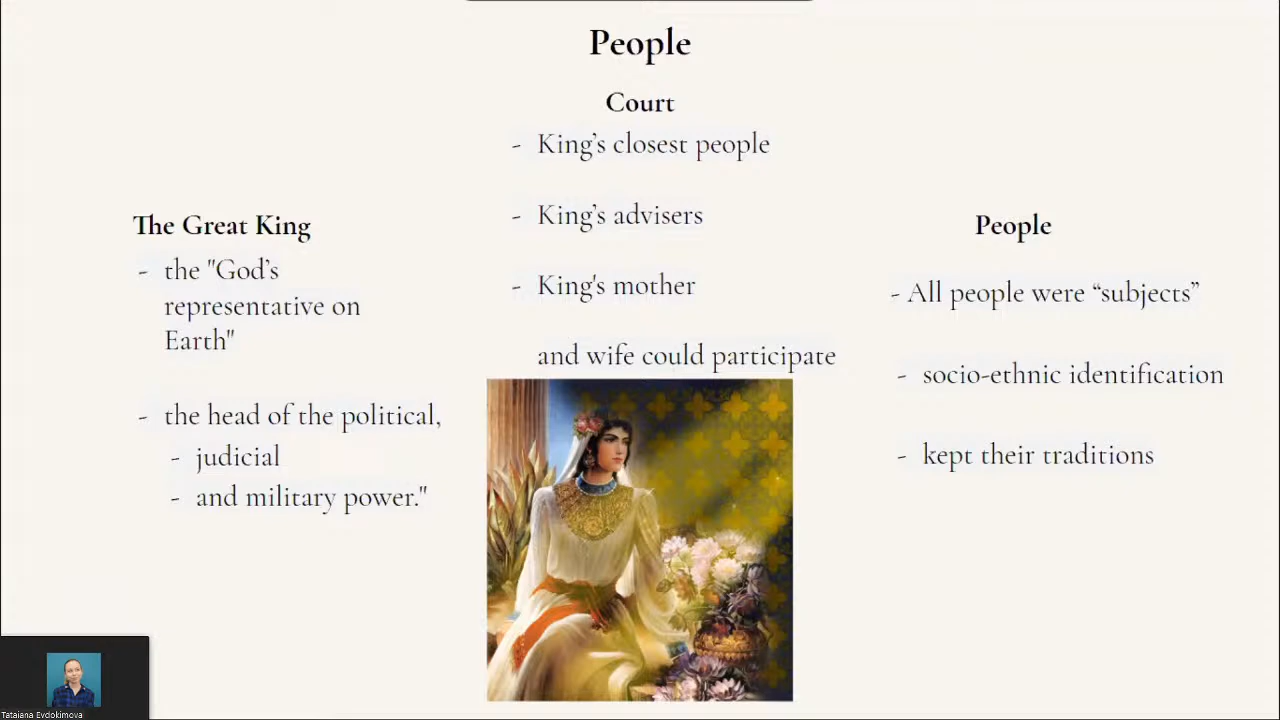 People
Court
- King's closest people
- King's advisers
- King's mother
and wife could participate
The Great King
- the "God's
representative on
Earth"
- the head of the political,
- judicial
- and military power."
People
- All people were “subjects”
- socio-ethnic identification
- kept their traditions
Tataiana Evdokimova